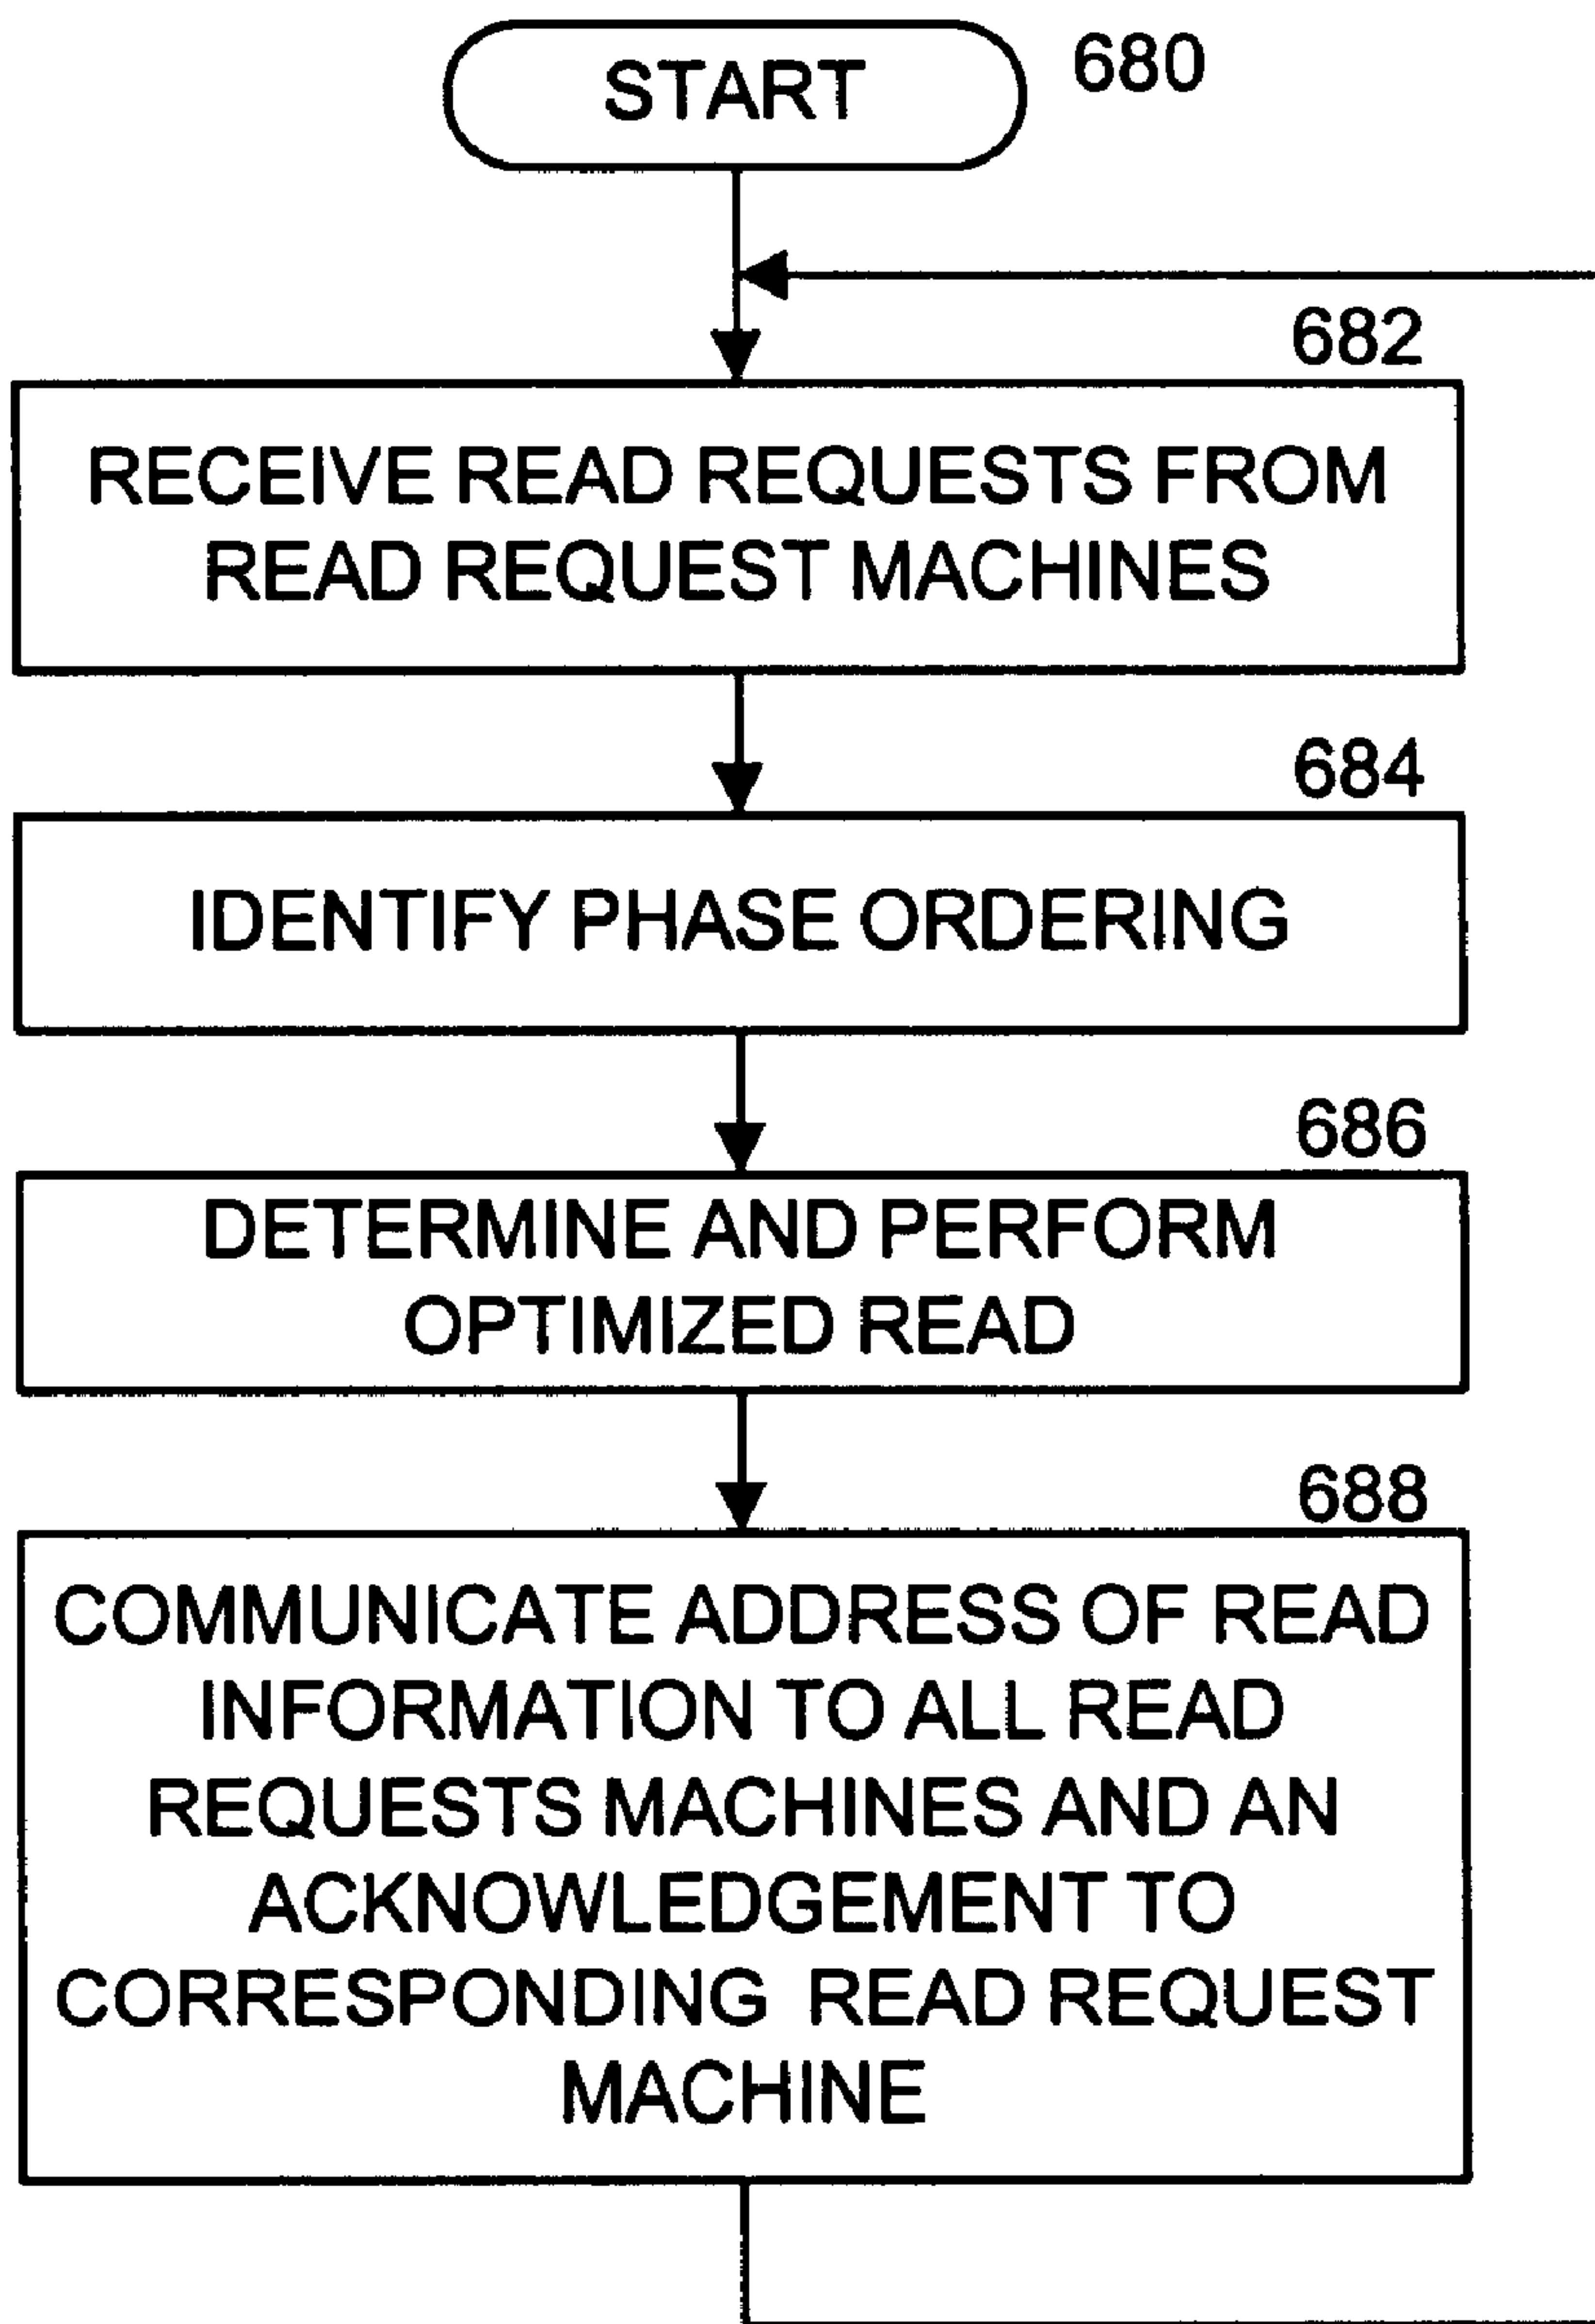 START
680
682
RECEIVE READ REQUESTS FROM
READ REQUEST MACHINES
684
IDENTIFY PHASE ORDERING
686
DETERMINE AND PERFORM
OPTIMIZED READ
688
COMMUNICATE ADDRESS OF READ
INFORMATION TO ALL READ
REQUESTS MACHINES AND AN
ACKNOWLEDGEMENT TO
CORRESPONDING READ REQUEST
MACHINE